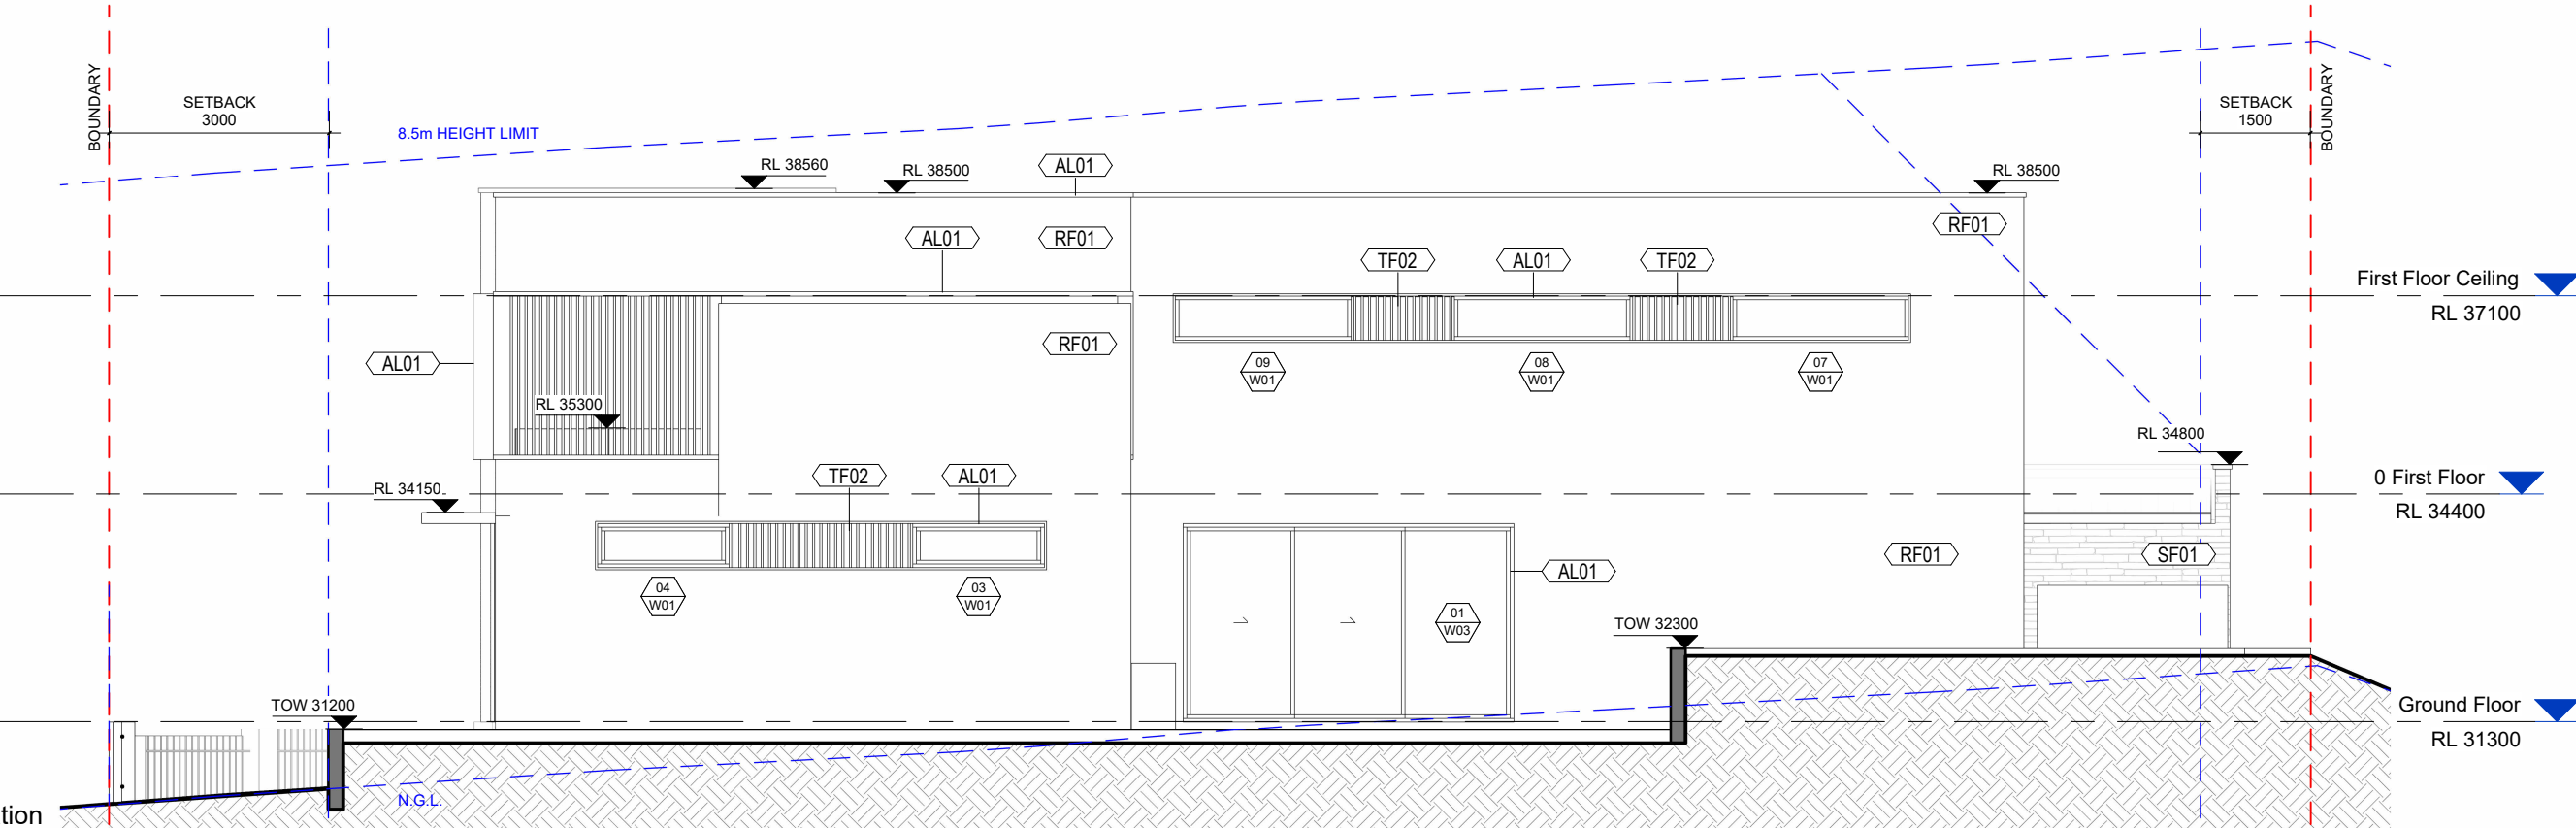 BOUNDARY
SETBACK
3000
8.5m HEIGHT LIMIT
SETBACK
1500
BOUNDARY
RL 38560
RL 38500
AL01
RL 38500
AL01
RF01
RF01
TF02
AL01
TF02
First Floor Ceiling
RL 37100
AL01
RF01
09
W01
08
W01
07
W01
RL 35300
RL 34800
TF02
AL01
0 First Floor
RL 34400
RL 34150
RF01
SF01
AL01
04
W01
03
W01
01
W03
TOW 32300
TOW 31200
Ground Floor
RL 31300
N.G.L.
tion